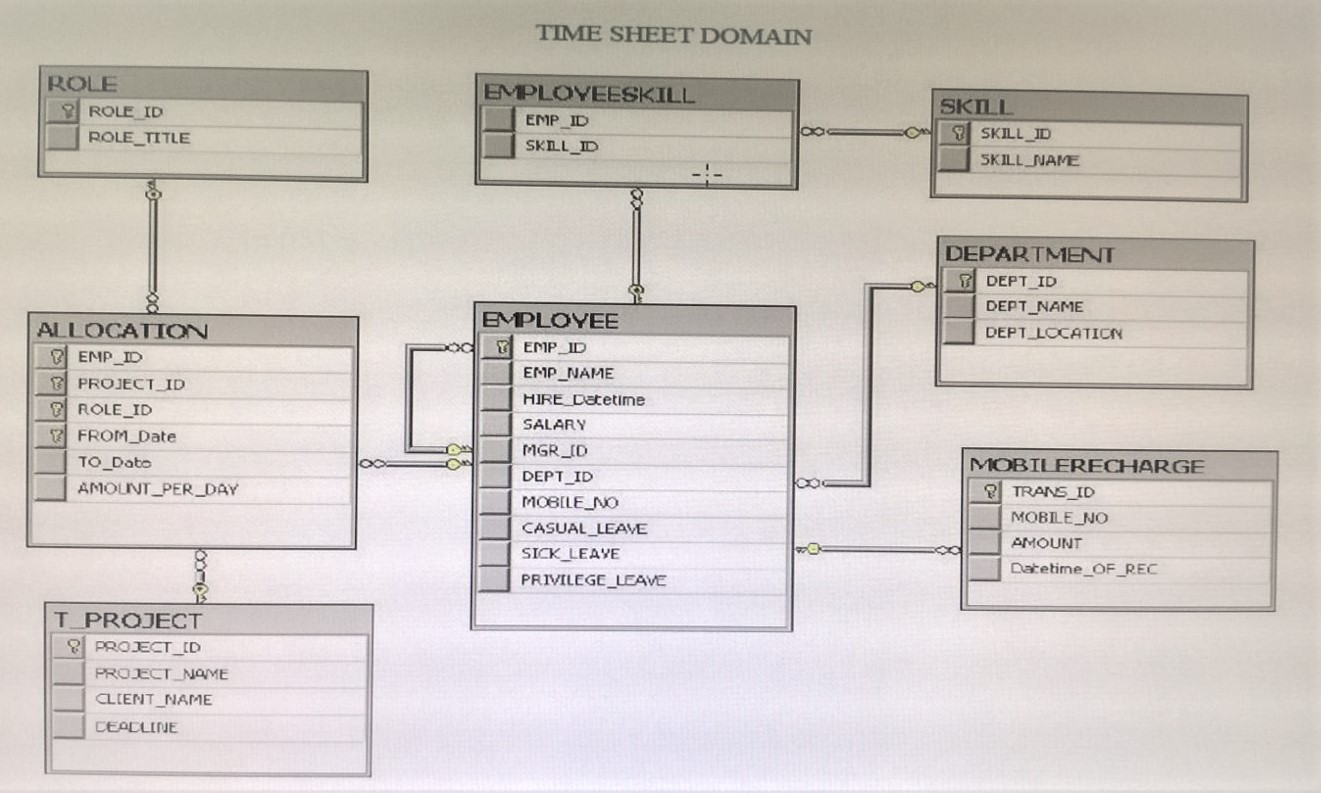 TIME SHEET DOMAIN
ROLE
ROLE_ID
ROLE_TITLE
EMPLOYEESKILL
EMP_ID
SKILL_ID
SKILL
SKILL_ID
SKILL_NAME
DEPARTMENT
DEPT_ID
DEPT_NAME
DEPT_LOCATION
ALLOCATION
EMP_ID
PROJECT_ID
ROLE_ID
FROM_Date
TO_Date
AMOUNT_PER_DAY
EMPLOYEE
EMP_ID
EMP_NAME
HIRE_Datetime
SALARY
MGR_ID
DEPT_ID
MOBILE_NO
CASUAL_LEAVE
SICK_LEAVE
PRIVILEGE_LEAVE
MOBILERECHARGE
TRANS_ID
MOBILE_NO
AMOUNT
Datetime_OF_REC
T_PROJECT
PROJECT_ID
PROJECT_NAME
CLIENT_NAME
DEADLINE